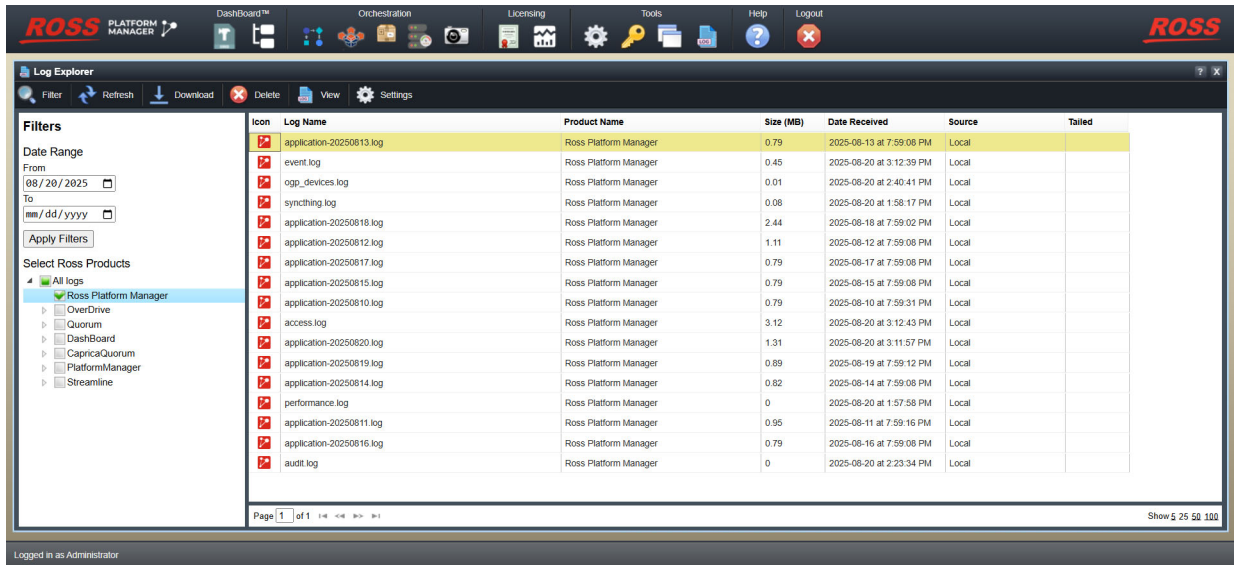 DashBoard™ Orchestration Licensing Tools Help Logout
ROSS PLATFORM MANAGER
ROSS
Log Explorer ? X
Filter Refresh Download Delete View Settings
Filters
Date Range
From
08/20/2025
To
mm/dd/yyyy
Apply Filters
Select Ross Products
All logs
Ross Platform Manager
OverDrive
Quorum
DashBoard
CapricaQuorum
PlatformManager
Streamline
Icon Log Name Product Name Size (MB) Date Received Source Tailed
application-20250813.log Ross Platform Manager 0.79 2025-08-13 at 7:59:08 PM Local
event.log Ross Platform Manager 0.45 2025-08-20 at 3:12:39 PM Local
ogp_devices.log Ross Platform Manager 0.01 2025-08-20 at 2:40:41 PM Local
syncthing.log Ross Platform Manager 0.08 2025-08-20 at 1:58:17 PM Local
application-20250818.log Ross Platform Manager 2.44 2025-08-18 at 7:59:02 PM Local
application-20250812.log Ross Platform Manager 1.11 2025-08-12 at 7:59:08 PM Local
application-20250817.log Ross Platform Manager 0.79 2025-08-17 at 7:59:08 PM Local
application-20250815.log Ross Platform Manager 0.79 2025-08-15 at 7:59:08 PM Local
application-20250810.log Ross Platform Manager 0.79 2025-08-10 at 7:59:31 PM Local
access.log Ross Platform Manager 3.12 2025-08-20 at 3:12:43 PM Local
application-20250820.log Ross Platform Manager 1.31 2025-08-20 at 3:11:57 PM Local
application-20250819.log Ross Platform Manager 0.89 2025-08-19 at 7:59:12 PM Local
application-20250814.log Ross Platform Manager 0.82 2025-08-14 at 7:59:08 PM Local
performance.log Ross Platform Manager 0 2025-08-20 at 1:57:58 PM Local
application-20250811.log Ross Platform Manager 0.95 2025-08-11 at 7:59:16 PM Local
application-20250816.log Ross Platform Manager 0.79 2025-08-16 at 7:59:08 PM Local
audit.log Ross Platform Manager 0 2025-08-20 at 2:23:34 PM Local
Page 1 of 1 Show 5 25 50 100
Logged in as Administrator